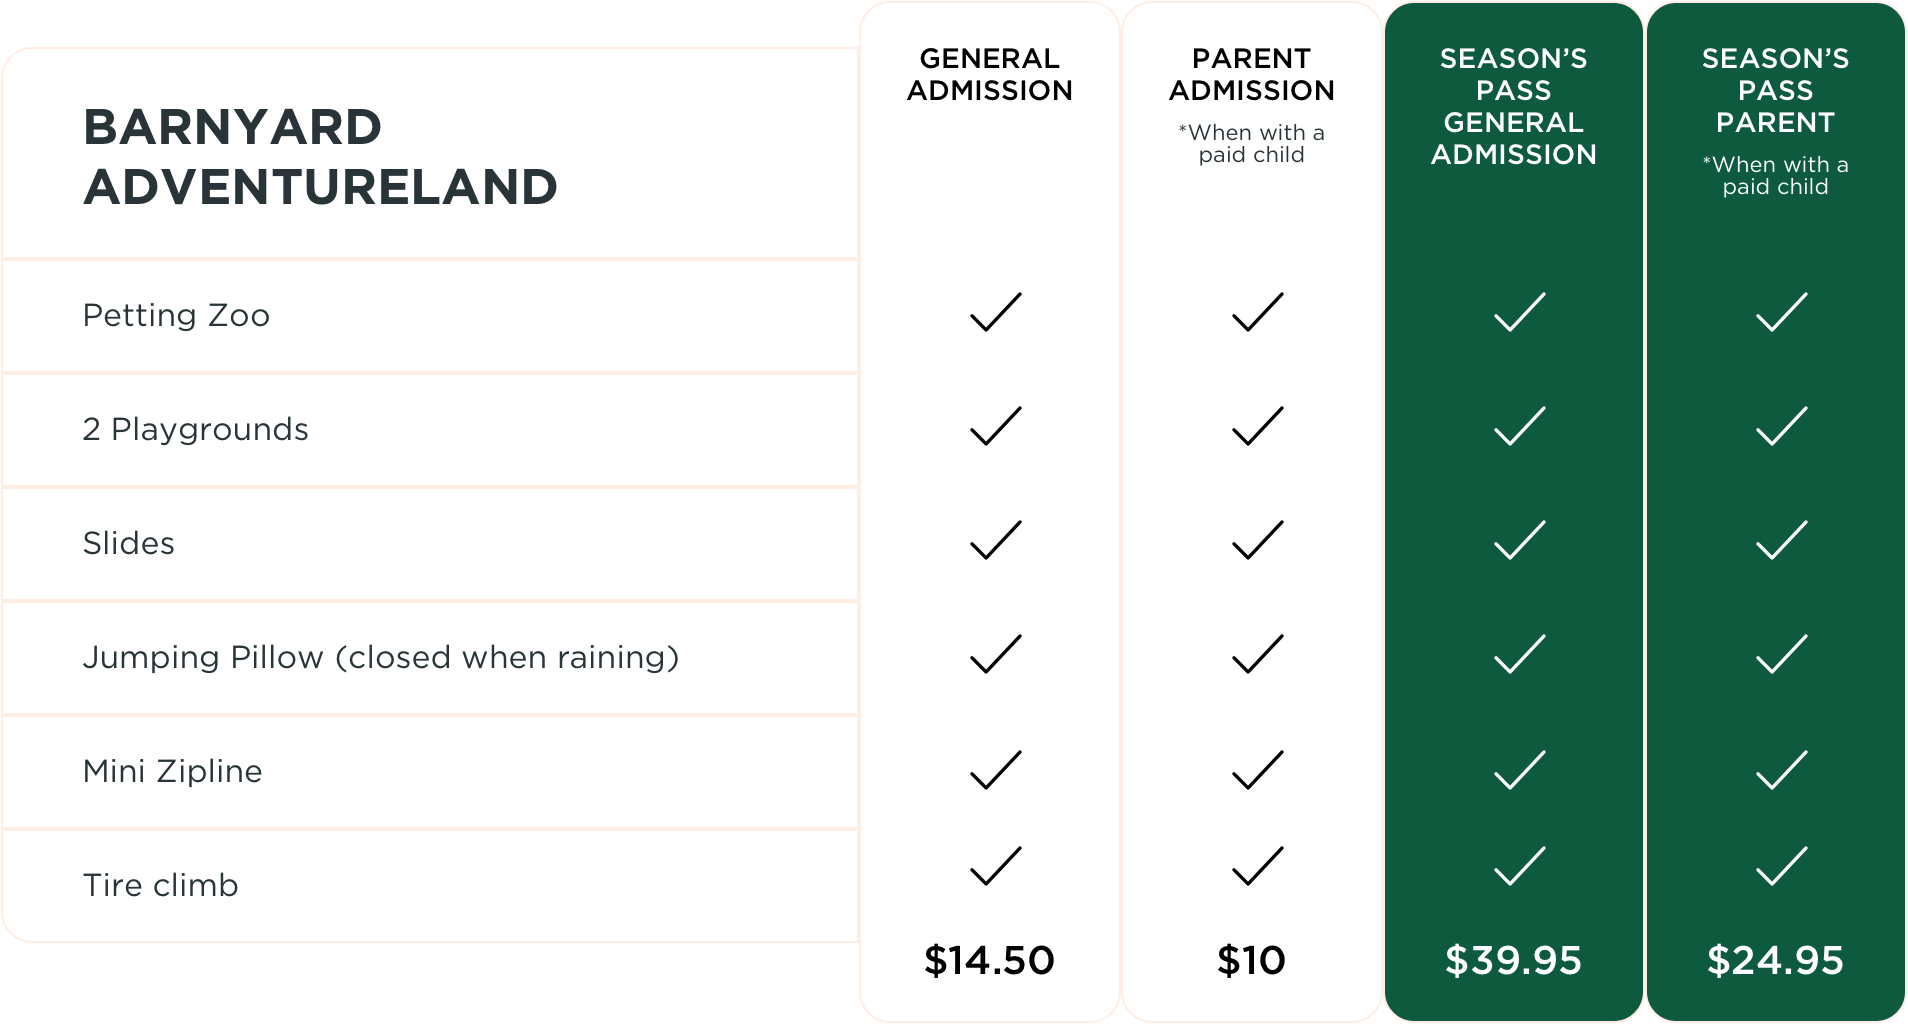 BARNYARD
ADVENTURELAND
GENERAL
ADMISSION
PARENT
ADMISSION
*When with a
paid child
SEASON’S
PASS
GENERAL
ADMISSION
SEASON’S
PASS
PARENT
*When with a
paid child
Petting Zoo
2 Playgrounds
Slides
Jumping Pillow (closed when raining)
Mini Zipline
Tire climb
$14.50
$10
$39.95
$24.95